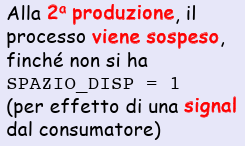 Alla 2ª produzione, il
processo viene sospeso,
finché non si ha
SPAZIO_DISP = 1
(per effetto di una signal
dal consumatore)